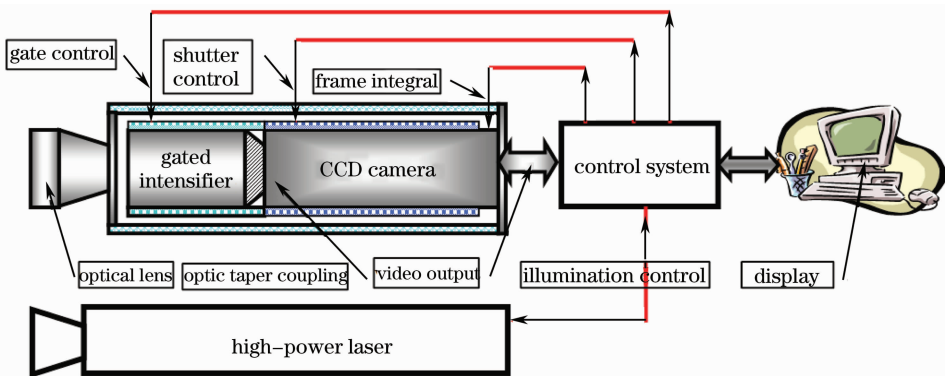 gate control
shutter
control
frame integral
gated
intensifier
CCD camera
control system
optical lens
optic taper coupling
video output
illumination control
display
high-power laser